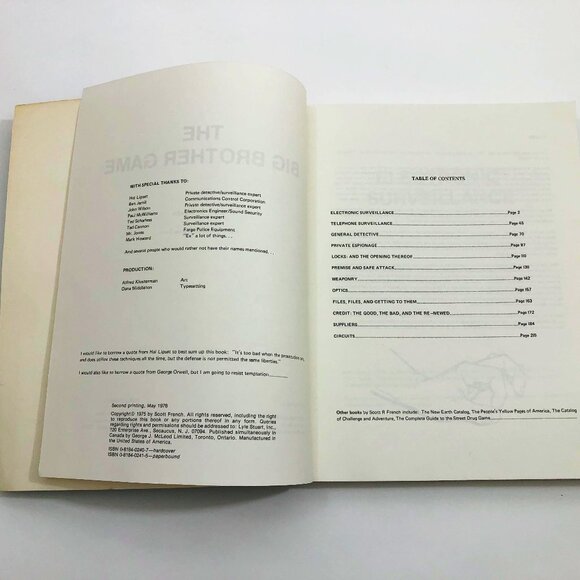 THE
BIG BROTHER GAME
WITH SPECIAL THANKS TO:
Hal Lipset Private detective/surveillance expert
Ben Jamil Communications Control Corporation
John Wilson Private detective/surveillance expert
Paul McWilliams Electronics Engineer/Sound Security
Ted Scharless Surveillance expert
Tad Cannon Surveillance expert
Mr. Jones Fargo Police Equipment
Mark Howard "Ex" a lot of things. . .
And several people who would rather not have their names mentioned. . .
PRODUCTION:
Alfred Klosterman Art
Dana Middleton Typesetting
I would like to borrow a quote from Hal Lipset to best sum up this book: "It's too bad when the prosecution can,
and does utilize these techniques all the time, but the defense is not permitted the same liberties."
I would also like to borrow a quote from George Orwell, but I am going to resist temptation
Second printing, May 1976
Copyright© 1975 by Scott French. All rights reserved, including the right
to reproduce this book or any portions thereof in any form. Queries
regarding rights and permissions should be addressed to: Lyle Stuart, Inc.,
120 Enterprise Ave., Secaucus, N. J. 07094. Published simultaneously in
Canada by George J. McLeod Limited, Toronto, Ontario. Manufactured in
the United States of America.
ISBN 0-8184-0240-7—hardcover
ISBN 0-8184-0241-5—paperbound
TABLE OF CONTENTS
ELECTRONIC SURVEILLANCE Page 3
TELEPHONE SURVEILLANCE Page 45
GENERAL DETECTIVE Page 70
PRIVATE ESPIONAGE Page 87
LOCKS: AND THE OPENING THEREOF Page 110
PREMISE AND SAFE ATTACK Page 130
WEAPONRY Page 142
OPTICS Page 157
FILES, FILES, AND GETTING TO THEM Page 163
CREDIT: THE GOOD, THE BAD, AND THE RE-NEWED Page 172
SUPPLIERS Page 184
CIRCUITS Page 215
Other books by Scott R French include: The New Earth Catalog, The People's Yellow Pages of America, The Catalog
of Challenge and Adventure, The Complete Guide to the Street Drug Game